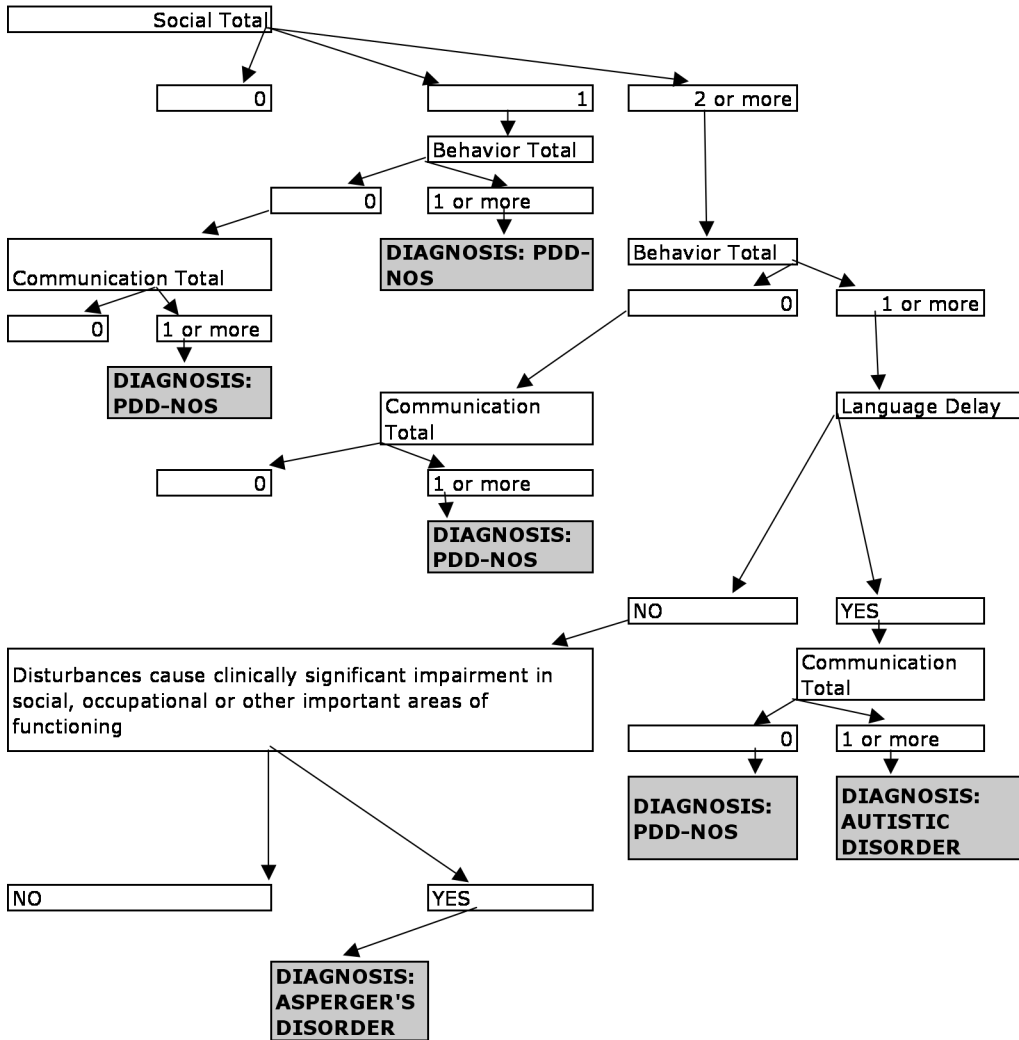 Social Total
0
1
2 or more
Behavior Total
0
1 or more
DIAGNOSIS: PDD-
NOS
Behavior Total
Communication Total
0
1 or more
0
1 or more
DIAGNOSIS:
PDD-NOS
Communication
Total
Language Delay
0
1 or more
DIAGNOSIS:
PDD-NOS
NO
YES
Disturbances cause clinically significant impairment in
social, occupational or other important areas of
functioning
Communication
Total
0
1 or more
DIAGNOSIS:
PDD-NOS
DIAGNOSIS:
AUTISTIC
DISORDER
NO
YES
DIAGNOSIS:
ASPERGER'S
DISORDER